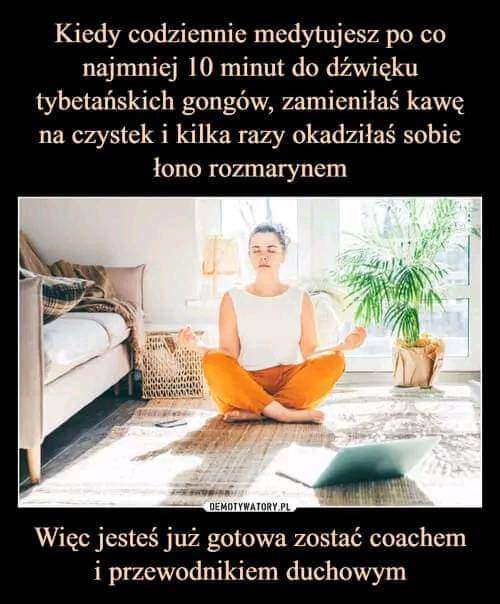 Kiedy codziennie medytujesz po co
najmniej 10 minut do dźwięku
tybetańskich gongów, zamieniłaś kawę
na czystek i kilka razy okadziłaś sobie
łono rozmarynem
DEMOTYWATORY.PL
Więc jesteś już gotowa zostać coachem
i przewodnikiem duchowym